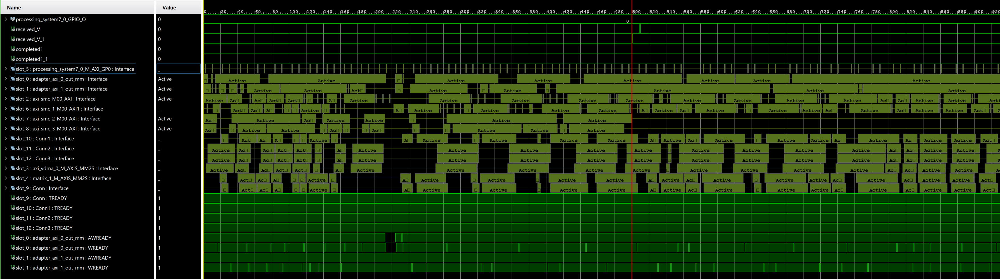 Name Value
0 20 40 60 80 100 120 140 160 180 200 220 240 260 280 300 320 340 360 380 400 420 440 460 480 500 520 540 560 580 600 620 640 660 680 700 720 740 760 780 800 820 840 860 880 900 920
processing_system7_0_GPIO_O 0 0
received_V 0
received_V_1 0
completed1 0
completed1_1 0
slot_5 : processing_system7_0_M_AXI_GP0 : Interface _
slot_0 : adapter_axi_0_out_mm : Interface Active Active Active Active Active Active Active Active Active
slot_1 : adapter_axi_1_out_mm : Interface Active Active Active Act Active Active Active Active Active
slot_2 : axi_smc_M00_AXI : Interface Active Active Ac Ac Act Act A Active Active Active Active Active Active Active Active Active Ac Ac Active Active Acti
slot_6 : axi_smc_1_M00_AXI1 : Interface _ Act Ac A Active A Active Active Active Active A Active Ac Active Active Ac Active Ac Active Active Act A
slot_7 : axi_smc_2_M00_AXI : Interface Active Ac Active Ac Active Active Active Active
slot_8 : axi_smc_3_M00_AXI : Interface Active Ac Active Active Ac Ac Active Active Active
slot_10 : Conn1 : Interface _ Act Ac A Active A Active Active Active Active A Active Ac Active Active Active Ac Active Ac Active Active Act
slot_11 : Conn2 : Interface _ Active Ac Ac Act Act A Active Active Active Active Active Active Active Active Active Ac Ac Active Active Ac
slot_12 : Conn3 : Interface _ Active Ac Ac Act Act A Active Active Active Active Active Active Active Active Active Ac Ac Active Active Ac
slot_3 : axi_vdma_0_M_AXIS_MM2S : Interface _ Active Ac Ac Act Act Ac Active Active Active Active Active Active Active Active Active Ac Ac Active Active Act
slot_4 : matrix_1_M_AXIS_MM2S : Interface _ Act Ac A Active A Active Active Active Active A Active Ac Active Active Active Ac Active Ac Active Active Act
slot_9 : Conn : Interface _ Act Ac A Active A Active Active Active Active A Active Ac Active Active Active Ac Active Ac Active Active Act
slot_9 : Conn : TREADY 1
slot_10 : Conn1 : TREADY 1
slot_11 : Conn2 : TREADY 1
slot_12 : Conn3 : TREADY 1
slot_0 : adapter_axi_0_out_mm : AWREADY 1
slot_0 : adapter_axi_0_out_mm : WREADY 1
slot_1 : adapter_axi_1_out_mm : AWREADY 1
slot_1 : adapter_axi_1_out_mm : WREADY 1